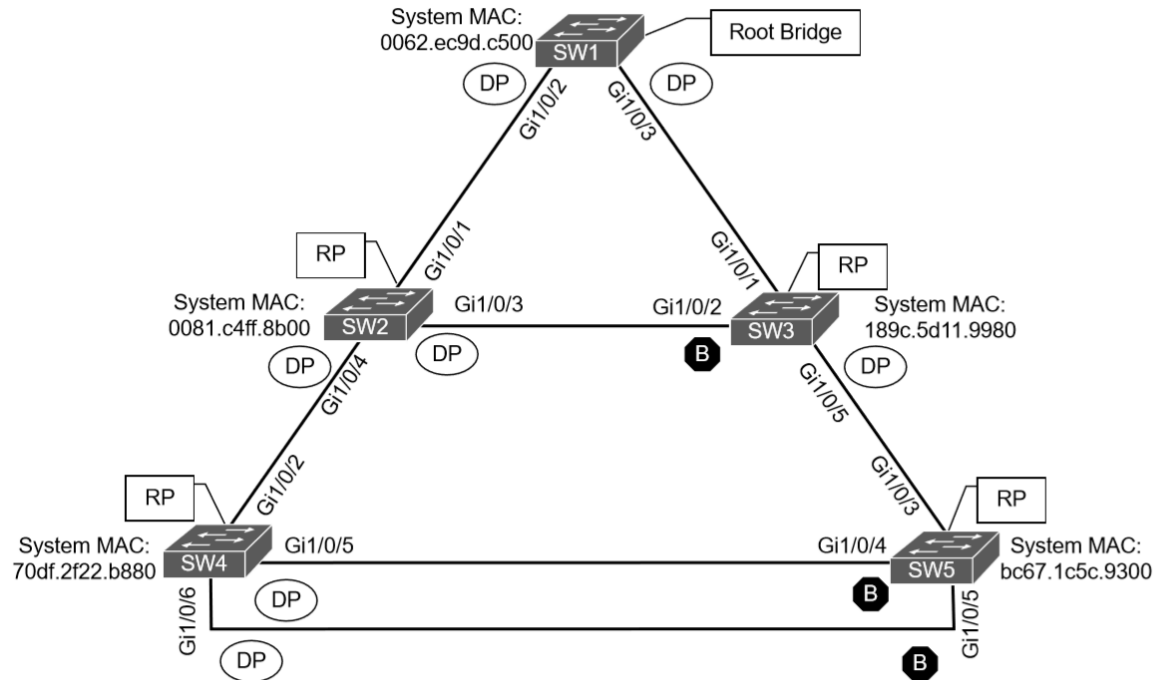 System MAC:
0062.ec9d.c500
SW1
Root Bridge
DP
Gi1/0/2
Gi1/0/3
DP
RP
Gi1/0/1
Gi1/0/1
RP
System MAC:
0081.c4ff.8b00
SW2
Gi1/0/3
Gi1/0/2
SW3
System MAC:
189c.5d11.9980
DP
Gi1/0/4
DP
B
Gi1/0/5
DP
RP
Gi1/0/2
Gi1/0/3
RP
System MAC:
70df.2f22.b880
SW4
Gi1/0/5
Gi1/0/4
SW5
System MAC:
bc67.1c5c.9300
Gi1/0/6
DP
B
Gi1/0/5
DP
B